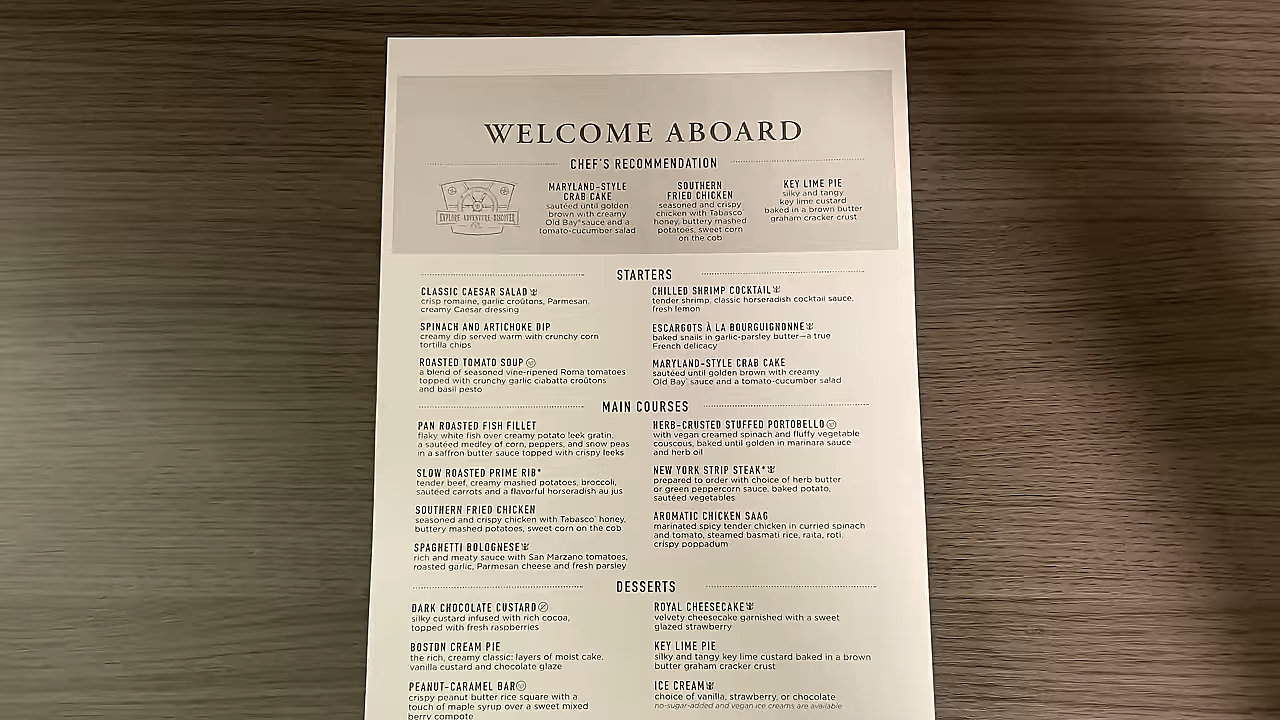 WELCOME ABOARD
CHEF'S RECOMMENDATION
EXPLORE · ADVENTURE · DISCOVER
MARYLAND-STYLE
CRAB CAKE
sautéed until golden
brown with creamy
Old Bay® sauce and a
tomato-cucumber salad
SOUTHERN
FRIED CHICKEN
seasoned and crispy
chicken with Tabasco
honey, buttery mashed
potatoes, sweet corn
on the cob
KEY LIME PIE
silky and tangy
key lime custard
baked in a brown butter
graham cracker crust
STARTERS
CLASSIC CAESAR SALAD
crisp romaine, garlic croûtons, Parmesan,
creamy Caesar dressing
SPINACH AND ARTICHOKE DIP
creamy dip served warm with crunchy corn
tortilla chips
ROASTED TOMATO SOUP
a blend of seasoned vine-ripened Roma tomatoes
topped with crunchy garlic ciabatta croûtons
and basil pesto
CHILLED SHRIMP COCKTAIL
tender shrimp, classic horseradish cocktail sauce,
fresh lemon
ESCARGOTS À LA BOURGUIGNONNE
baked snails in garlic-parsley butter—a true
French delicacy
MARYLAND-STYLE CRAB CAKE
sautéed until golden brown with creamy
Old Bay® sauce and a tomato-cucumber salad
MAIN COURSES
PAN ROASTED FISH FILLET
flaky white fish over creamy potato leek gratin,
a sautéed medley of corn, peppers, and snow peas
in a saffron butter sauce topped with crispy leeks
SLOW ROASTED PRIME RIB*
tender beef, creamy mashed potatoes, broccoli,
sautéed carrots and a flavorful horseradish au jus
SOUTHERN FRIED CHICKEN
seasoned and crispy chicken with Tabasco® honey,
buttery mashed potatoes, sweet corn on the cob
SPAGHETTI BOLOGNESE
rich and meaty sauce with San Marzano tomatoes,
roasted garlic, Parmesan cheese and fresh parsley
HERB-CRUSTED STUFFED PORTOBELLO
with vegan creamed spinach and fluffy vegetable
couscous, baked until golden in marinara sauce
and herb oil
NEW YORK STRIP STEAK*
prepared to order with choice of herb butter
or green peppercorn sauce, baked potato,
sautéed vegetables
AROMATIC CHICKEN SAAG
marinated spicy tender chicken in curried spinach
and tomato, steamed basmati rice, raita, roti,
crispy poppadum
DESSERTS
DARK CHOCOLATE CUSTARD
silky custard infused with rich cocoa,
topped with fresh raspberries
BOSTON CREAM PIE
the rich, creamy classic: layers of moist cake,
vanilla custard and chocolate glaze
PEANUT-CARAMEL BAR
crispy peanut butter rice square with a
touch of maple syrup over a sweet mixed
berry compote
ROYAL CHEESECAKE
velvety cheesecake garnished with a sweet
glazed strawberry
KEY LIME PIE
silky and tangy key lime custard baked in a brown
butter graham cracker crust
ICE CREAM
choice of vanilla, strawberry, or chocolate
no-sugar-added and vegan ice creams are available